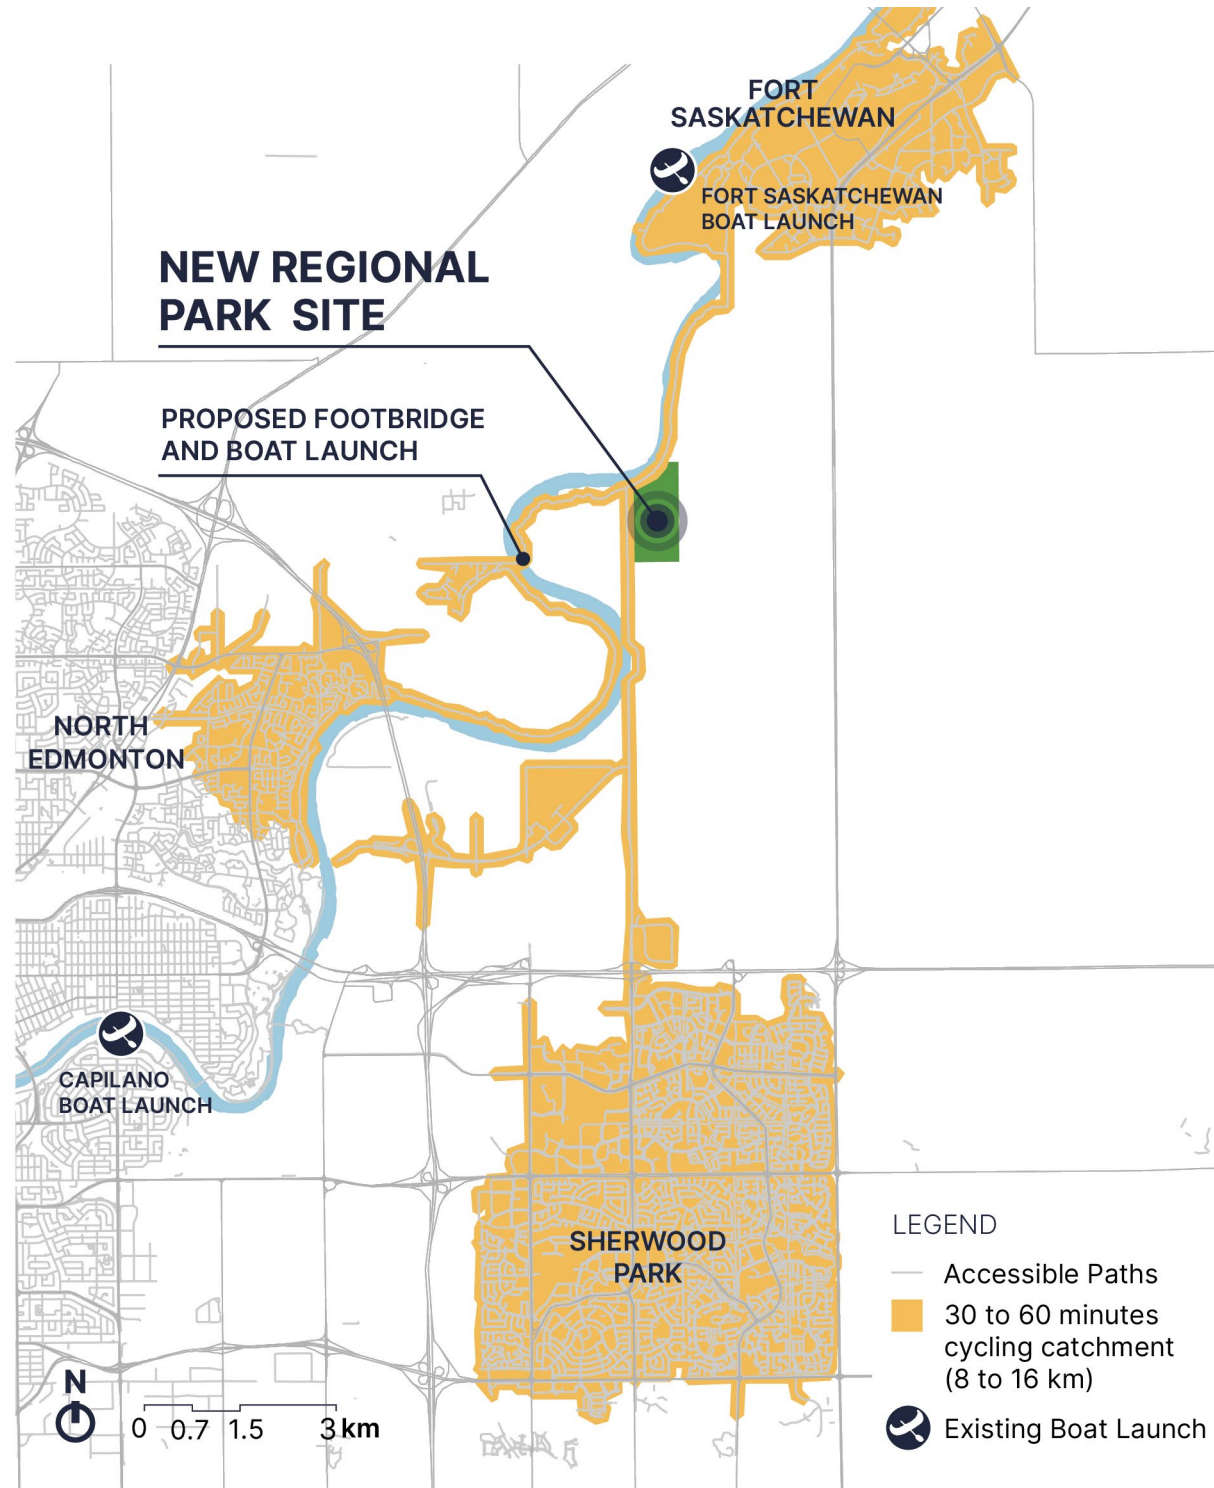 FORT
SASKATCHEWAN
FORT SASKATCHEWAN
BOAT LAUNCH
NEW REGIONAL
PARK SITE
PROPOSED FOOTBRIDGE
AND BOAT LAUNCH
NORTH
EDMONTON
CAPILANO
BOAT LAUNCH
SHERWOOD
PARK
LEGEND
Accessible Paths
30 to 60 minutes
cycling catchment
(8 to 16 km)
Existing Boat Launch
N
0 0.7 1.5 3 km